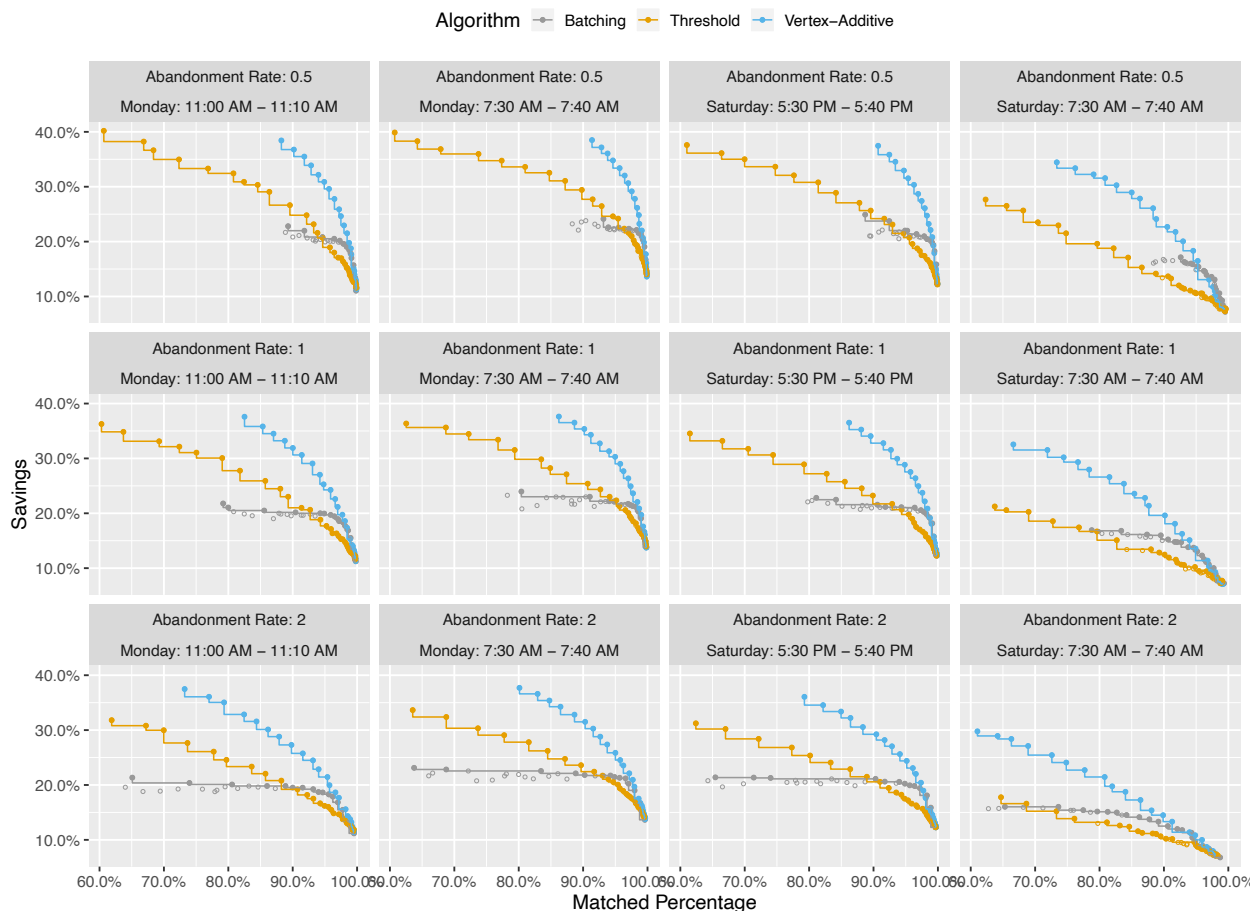 Algorithm Batching Threshold Vertex−Additive
Abandonment Rate: 0.5 Abandonment Rate: 0.5 Abandonment Rate: 0.5 Abandonment Rate: 0.5
Monday: 11:00 AM − 11:10 AM Monday: 7:30 AM − 7:40 AM Saturday: 5:30 PM − 5:40 PM Saturday: 7:30 AM − 7:40 AM
40.0%
30.0%
20.0%
10.0%
Abandonment Rate: 1 Abandonment Rate: 1 Abandonment Rate: 1 Abandonment Rate: 1
Monday: 11:00 AM − 11:10 AM Monday: 7:30 AM − 7:40 AM Saturday: 5:30 PM − 5:40 PM Saturday: 7:30 AM − 7:40 AM
40.0%
30.0%
Savings
20.0%
10.0%
Abandonment Rate: 2 Abandonment Rate: 2 Abandonment Rate: 2 Abandonment Rate: 2
Monday: 11:00 AM − 11:10 AM Monday: 7:30 AM − 7:40 AM Saturday: 5:30 PM − 5:40 PM Saturday: 7:30 AM − 7:40 AM
40.0%
30.0%
20.0%
10.0%
60.0% 70.0% 80.0% 90.0% 100.0% 60.0% 70.0% 80.0% 90.0% 100.0% 60.0% 70.0% 80.0% 90.0% 100.0% 60.0% 70.0% 80.0% 90.0% 100.0%
Matched Percentage